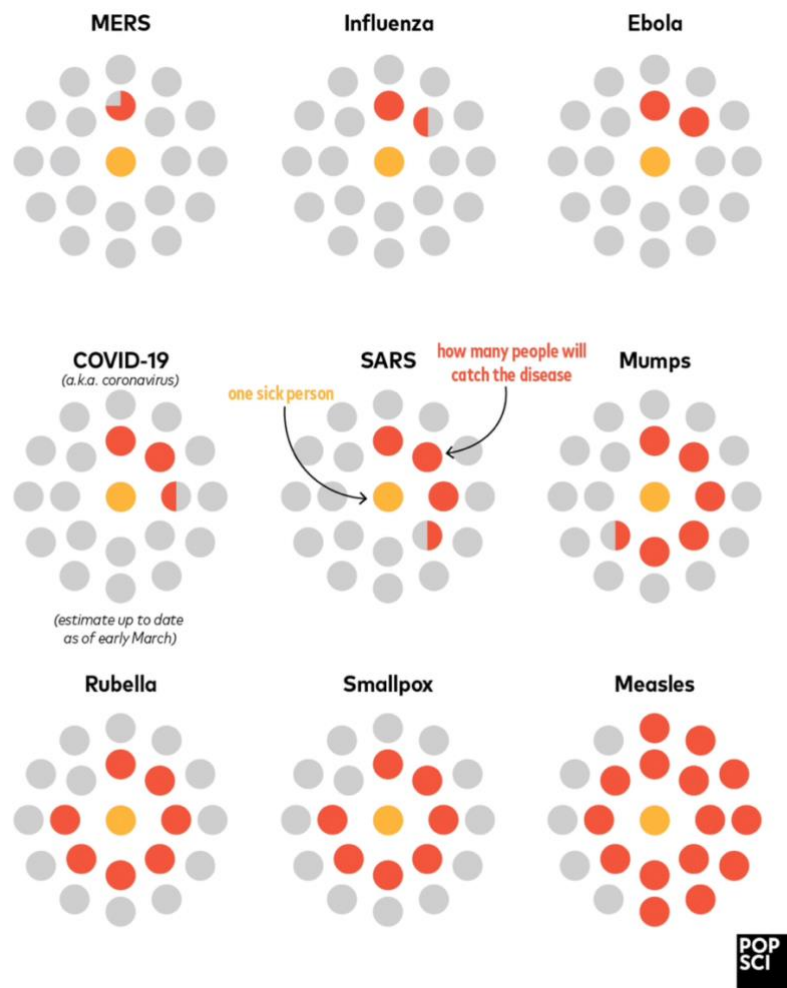 MERS
Influenza
Ebola
COVID-19
(a.k.a. coronavirus)
SARS
one sick person
how many people will
catch the disease
Mumps
(estimate up to date
as of early March)
Rubella
Smallpox
Measles
POP
SCI